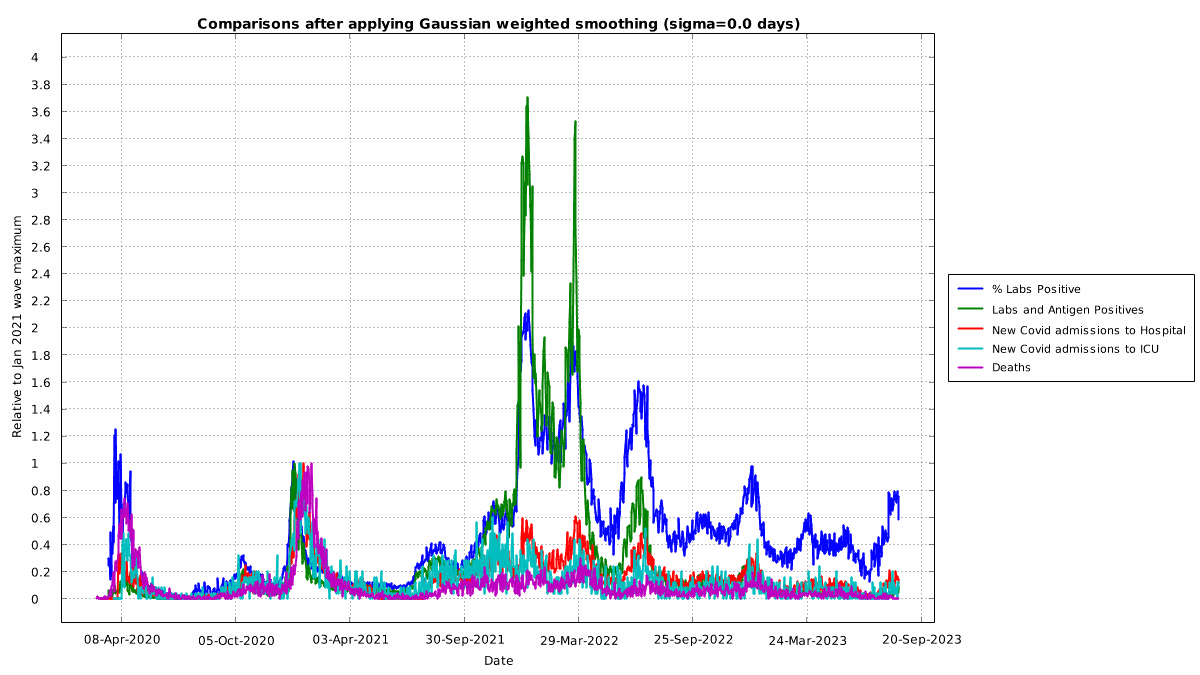 Comparisons after applying Gaussian weighted smoothing (sigma=0.0 days)
Relative to Jan 2021 wave maximum
4
3.8
3.6
3.4
3.2
3
2.8
2.6
2.4
2.2
2
1.8
1.6
1.4
1.2
1
0.8
0.6
0.4
0.2
0
08-Apr-2020
05-Oct-2020
03-Apr-2021
30-Sep-2021
29-Mar-2022
25-Sep-2022
24-Mar-2023
20-Sep-2023
Date
% Labs Positive
Labs and Antigen Positives
New Covid admissions to Hospital
New Covid admissions to ICU
Deaths